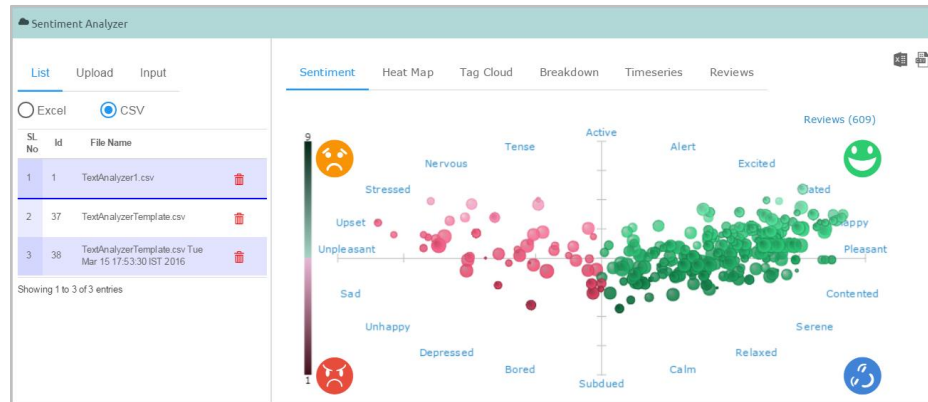 Sentiment Analyzer
List Upload Input
Excel CSV
SL No Id File Name
1 1 TextAnalyzer1.csv
2 37 TextAnalyzerTemplate.csv
3 38 TextAnalyzerTemplate.csv Tue
Mar 15 17:53:30 IST 2016
Showing 1 to 3 of 3 entries
Sentiment Heat Map Tag Cloud Breakdown Timeseries Reviews
Reviews (609)
9
Active
Tense Alert
Nervous Excited
Stressed
Upset
Unpleasant Pleasant
Sad Contented
Unhappy Serene
Depressed Relaxed
Bored Calm
1
Subdued